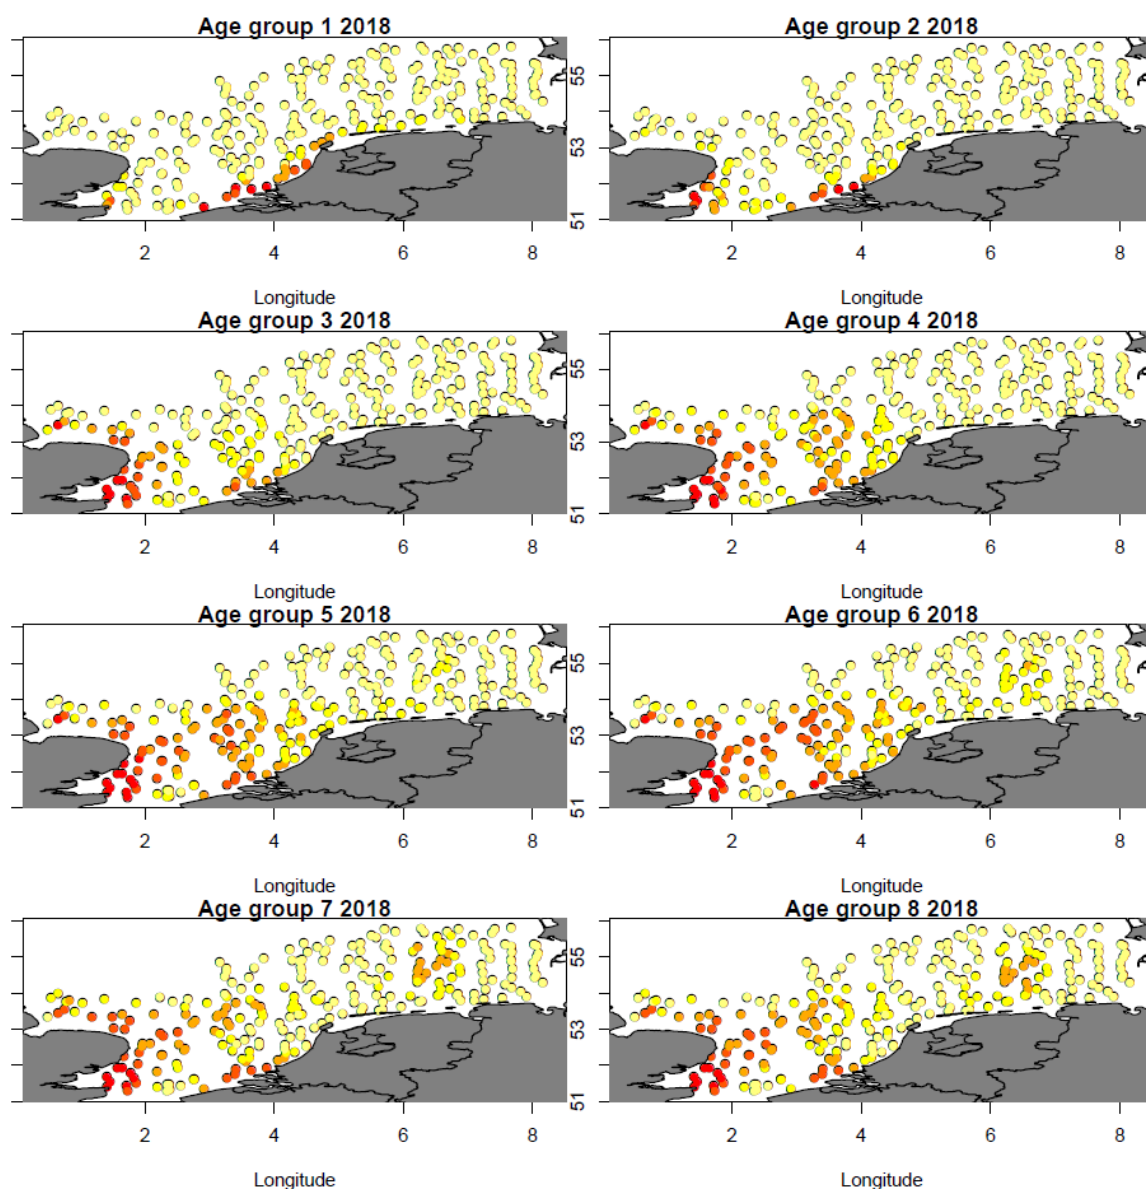 Age group 1 2018 Age group 2 2018
55 
53
51
2 4 6 8 2 4 6 8
Longitude Longitude
Age group 3 2018 Age group 4 2018
55
53
51
2 4 6 8 2 4 6 8
Longitude Longitude
Age group 5 2018 Age group 6 2018
55
53
51
2 4 6 8 2 4 6 8
Longitude Longitude
Age group 7 2018 Age group 8 2018
55
53
51
2 4 6 8 2 4 6 8
Longitude Longitude